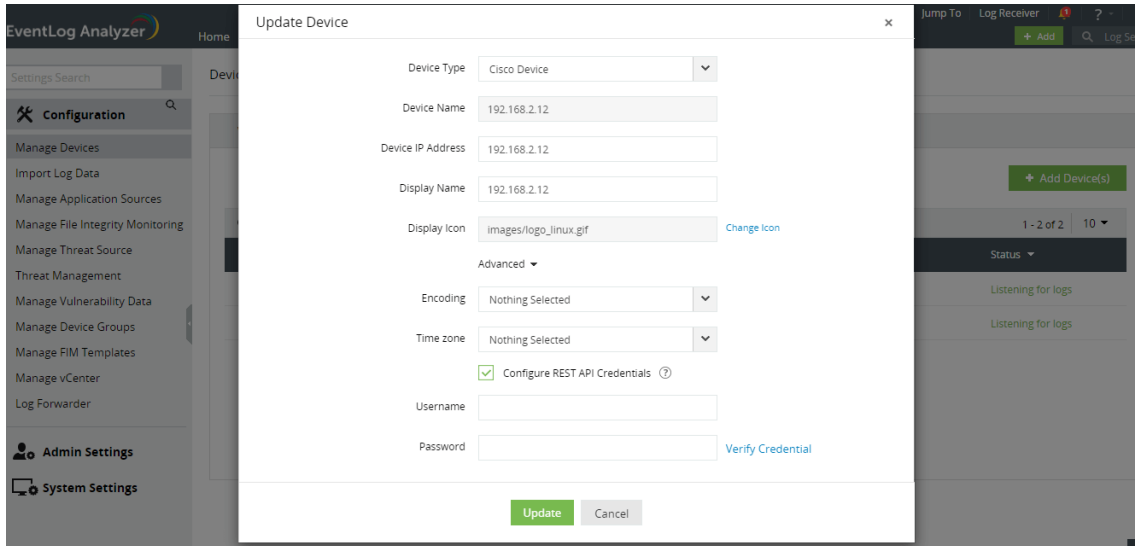 EventLog Analyzer
Home
Jump To
Log Receiver
?
+ Add
Log Se
Settings Search
Configuration
Manage Devices
Import Log Data
Manage Application Sources
Manage File Integrity Monitoring
Manage Threat Source
Threat Management
Manage Vulnerability Data
Manage Device Groups
Manage FIM Templates
Manage vCenter
Log Forwarder
Admin Settings
System Settings
Devi
Update Device
×
Device Type Cisco Device
Device Name 192.168.2.12
Device IP Address 192.168.2.12
Display Name 192.168.2.12
Display Icon images/logo_linux.gif Change Icon
Advanced
Encoding Nothing Selected
Time zone Nothing Selected
Configure REST API Credentials ?
Username
Password Verify Credential
Update Cancel
+ Add Device(s)
1 - 2 of 2 10
Status
Listening for logs
Listening for logs